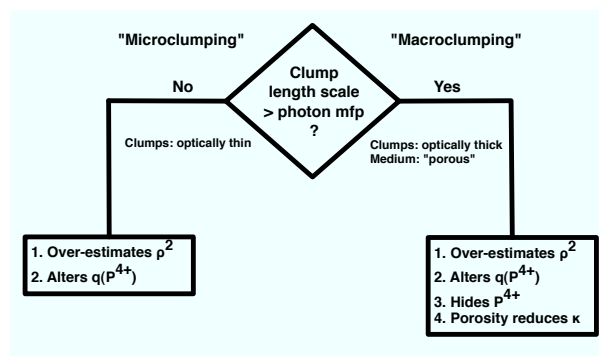 "Microclumping"
"Macroclumping"
Clump
length scale
> photon mfp
?
No
Yes
Clumps: optically thin
Clumps: optically thick
Medium: "porous"
1. Over-estimates ρ²
2. Alters q(P⁴⁺)
1. Over-estimates ρ²
2. Alters q(P⁴⁺)
3. Hides P⁴⁺
4. Porosity reduces κ